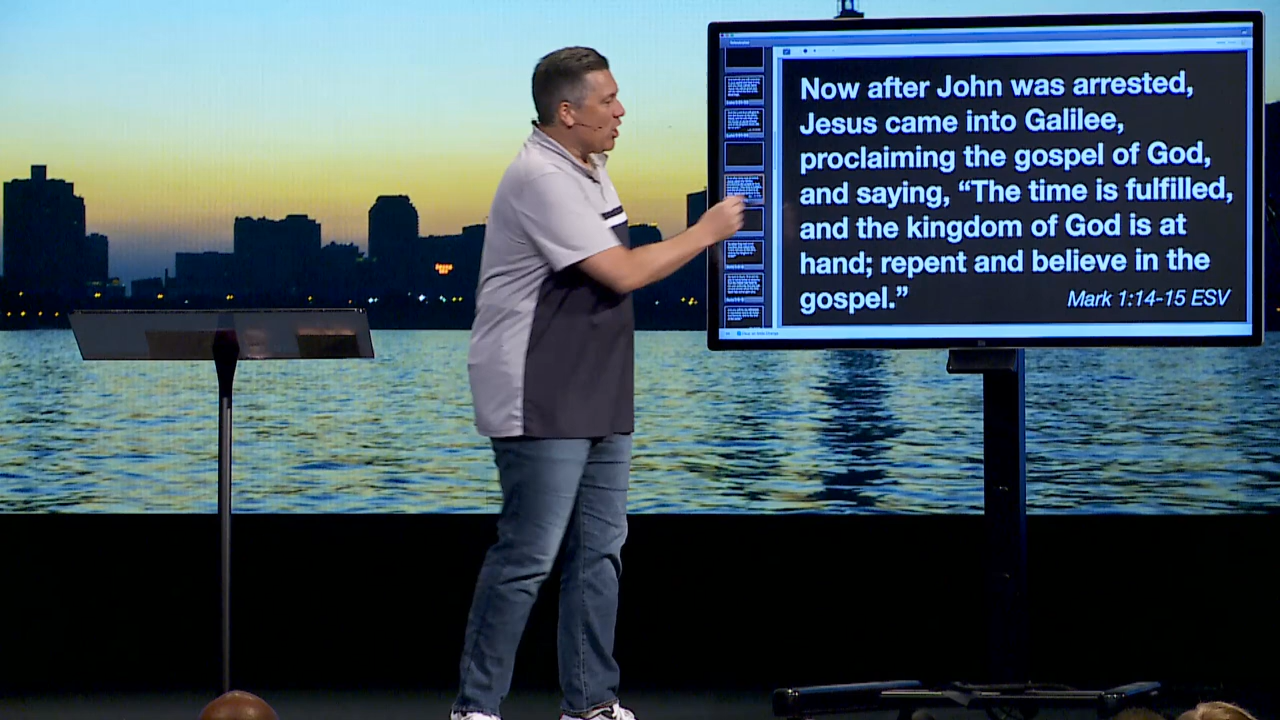 Now after John was arrested,
Jesus came into Galilee,
proclaiming the gospel of God,
and saying, “The time is fulfilled,
and the kingdom of God is at
hand; repent and believe in the
gospel.”
Mark 1:14-15 ESV